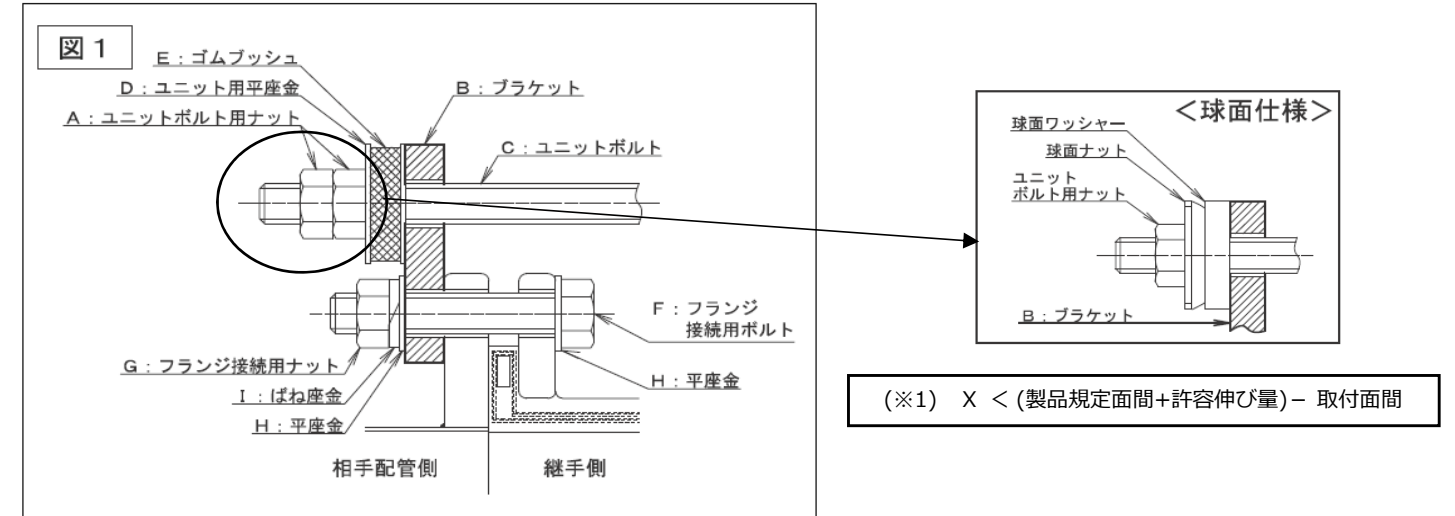 図1
E：ゴムブッシュ
D：ユニット用平座金
B：ブラケット
A：ユニットボルト用ナット
C：ユニットボルト
F：フランジ
接続用ボルト
G：フランジ接続用ナット
I：ばね座金
H：平座金
H：平座金
相手配管側
継手側
＜球面仕様＞
球面ワッシャー
球面ナット
ユニット
ボルト用ナット
B：ブラケット
(※1) X ＜(製品規定面間+許容伸び量)− 取付面間